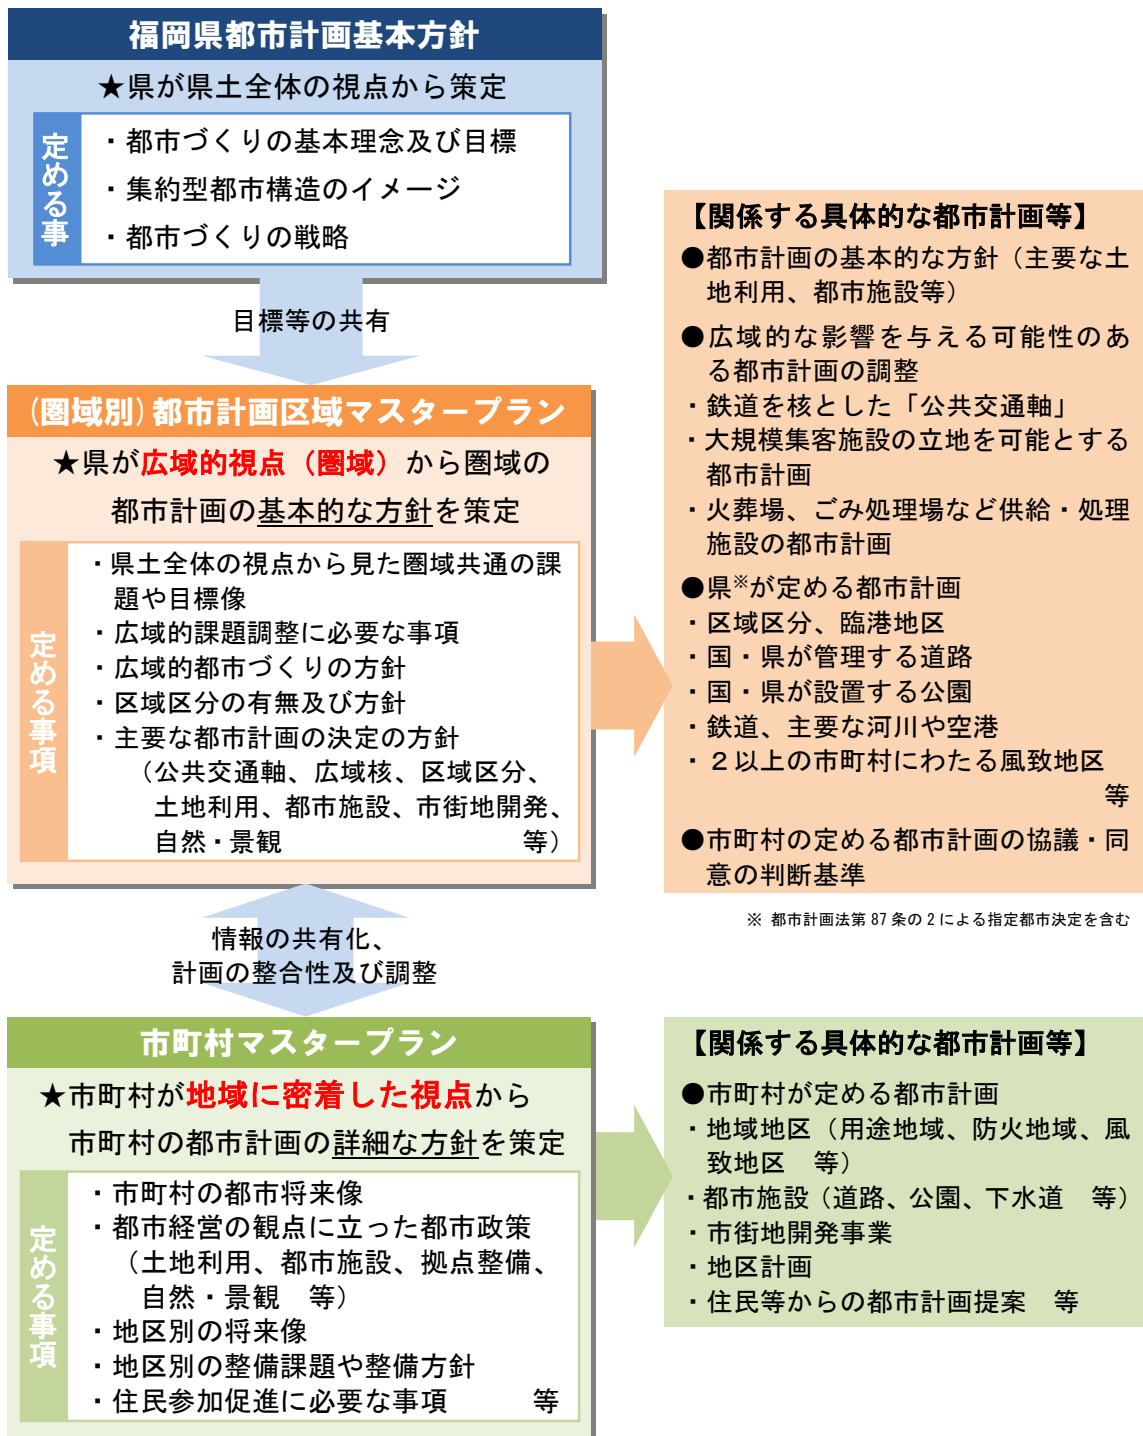 福岡県都市計画基本方針
★県が県土全体の視点から策定
定める事
・都市づくりの基本理念及び目標
・集約型都市構造のイメージ
・都市づくりの戦略
目標等の共有
(圏域別)都市計画区域マスタープラン
★県が広域的視点（圏域）から圏域の
都市計画の基本的な方針を策定
定める事項
・県土全体の視点から見た圏域共通の課
題や目標像
・広域的課題調整に必要な事項
・広域的都市づくりの方針
・区域区分の有無及び方針
・主要な都市計画の決定の方針
（公共交通軸、広域核、区域区分、
土地利用、都市施設、市街地開発、
自然・景観　等）
【関係する具体的な都市計画等】
●都市計画の基本的な方針（主要な土
地利用、都市施設等）
●広域的な影響を与える可能性のあ
る都市計画の調整
・鉄道を核とした「公共交通軸」
・大規模集客施設の立地を可能とする
都市計画
・火葬場、ごみ処理場など供給・処理
施設の都市計画
●県※が定める都市計画
・区域区分、臨港地区
・国・県が管理する道路
・国・県が設置する公園
・鉄道、主要な河川や空港
・２以上の市町村にわたる風致地区
等
●市町村の定める都市計画の協議・同
意の判断基準
※ 都市計画法第 87 条の 2 による指定都市決定を含む
情報の共有化、
計画の整合性及び調整
市町村マスタープラン
★市町村が地域に密着した視点から
市町村の都市計画の詳細な方針を策定
定める事項
・市町村の都市将来像
・都市経営の観点に立った都市政策
（土地利用、都市施設、拠点整備、
自然・景観　等）
・地区別の将来像
・地区別の整備課題や整備方針
・住民参加促進に必要な事項　等
【関係する具体的な都市計画等】
●市町村が定める都市計画
・地域地区（用途地域、防火地域、風
致地区　等）
・都市施設（道路、公園、下水道　等）
・市街地開発事業
・地区計画
・住民等からの都市計画提案　等